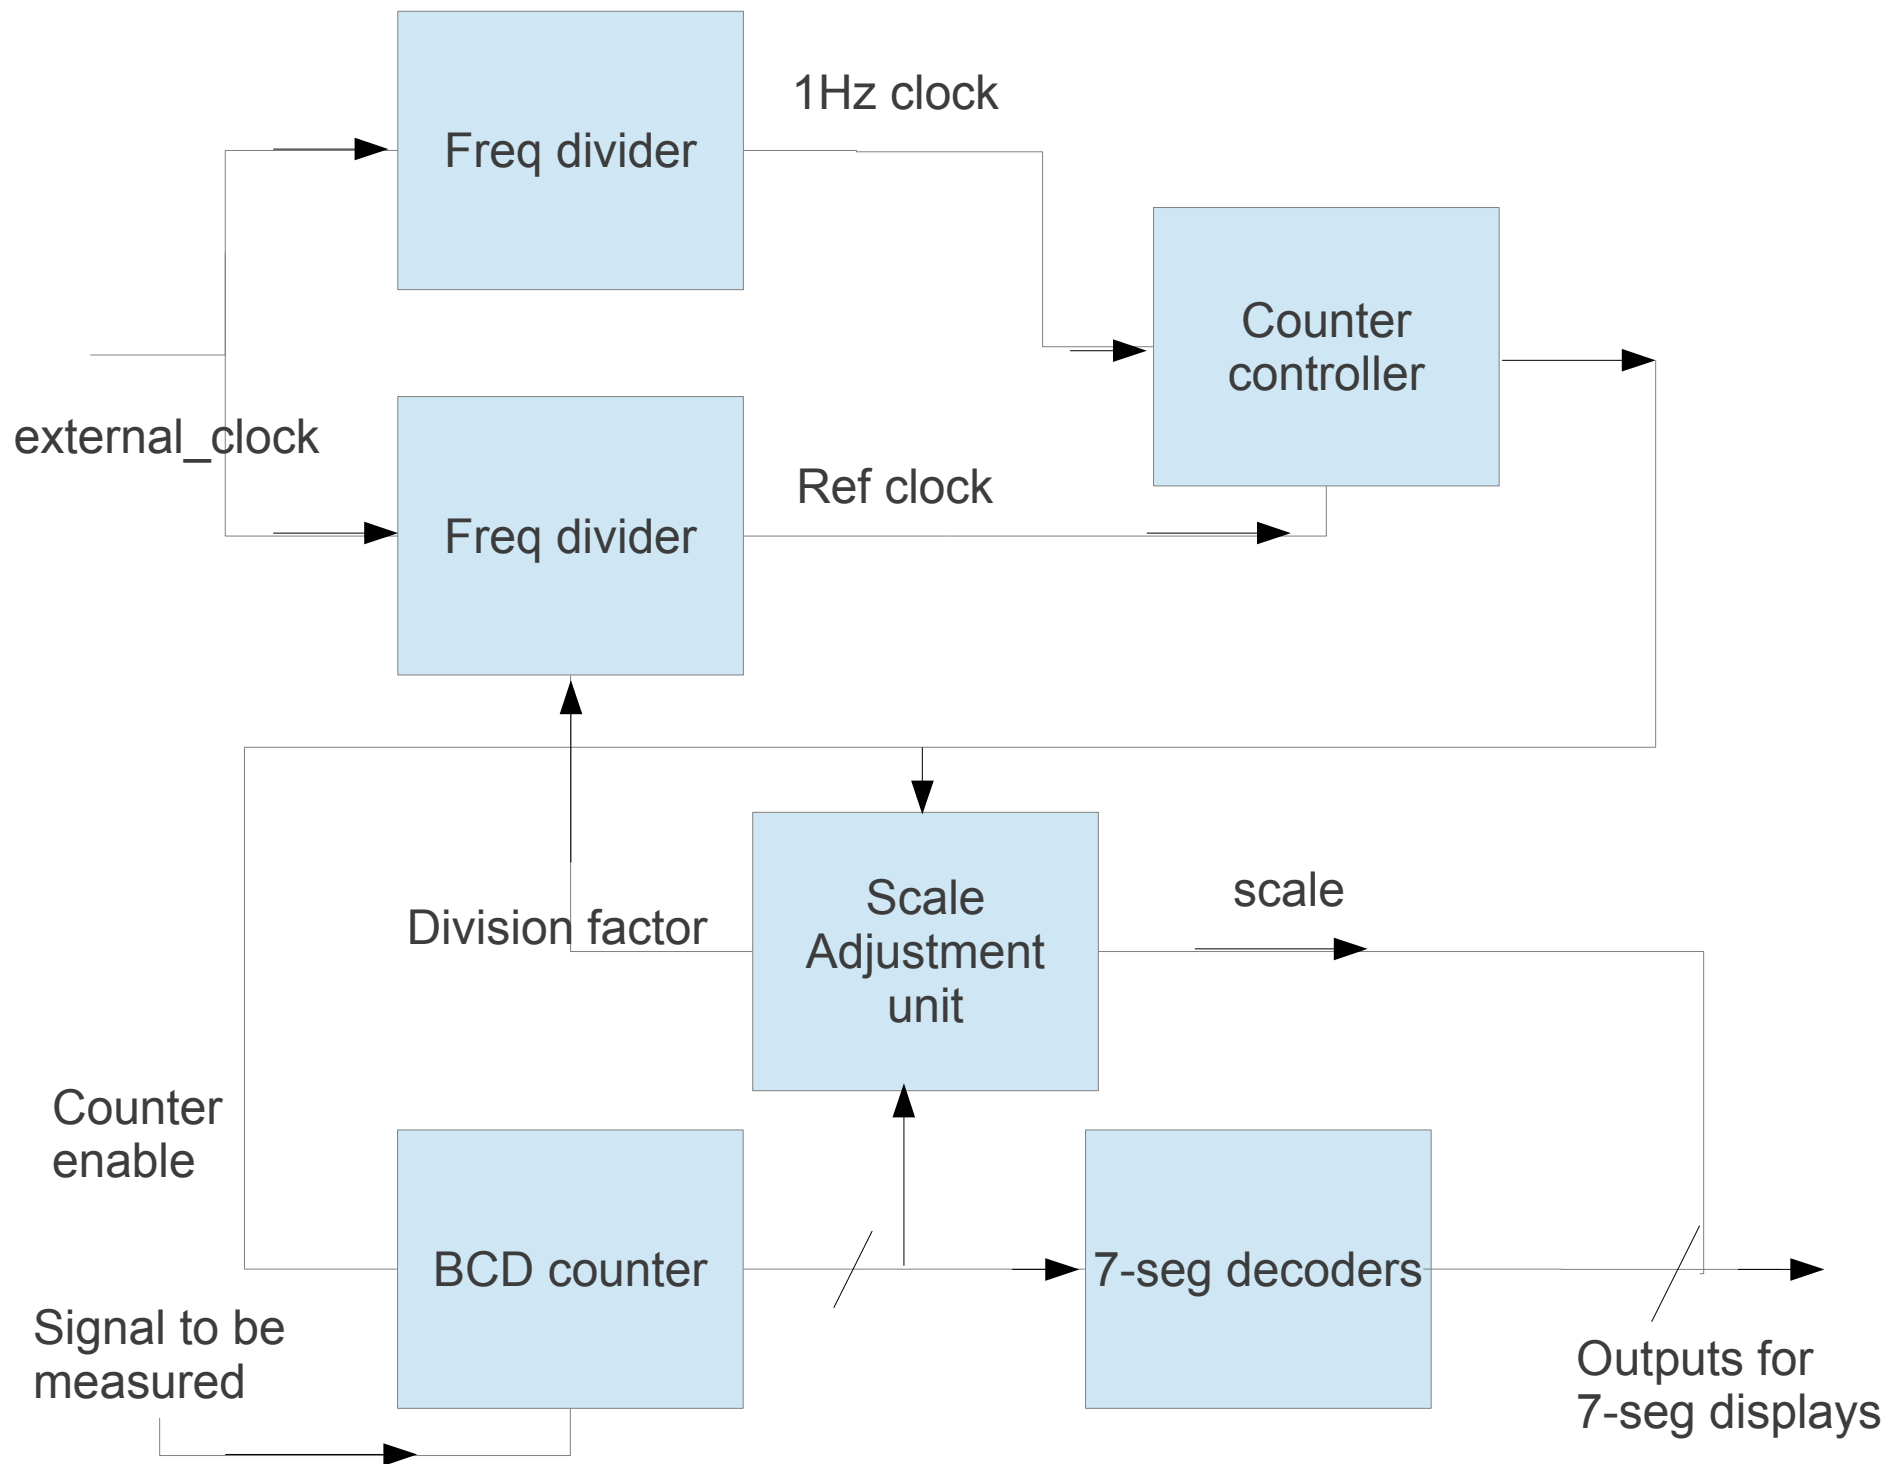 1Hz clock
Freq divider
Counter
controller
external_clock
Ref clock
Freq divider
Scale
Adjustment
unit
scale
Division factor
Counter
enable
BCD counter
7-seg decoders
Signal to be
measured
Outputs for
7-seg displays